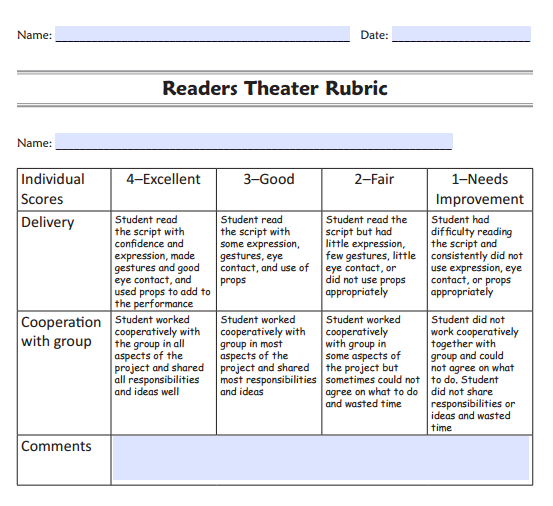 Name: Date:
Readers Theater Rubric
Name:
Individual Scores 4–Excellent 3–Good 2–Fair 1–Needs Improvement
Delivery
Student read
the script with
confidence and
expression, made
gestures and good
eye contact, and
used props to add to
the performance
Student read
the script with
some expression,
gestures, eye
contact, and use of
props
Student read the
script but had
little expression,
few gestures, little
eye contact, or
did not use props
appropriately
Student had
difficulty reading
the script and
consistently did not
use expression, eye
contact, or props
appropriately
Cooperation
with group
Student worked
cooperatively with
the group in all
aspects of the
project and shared
all responsibilities
and ideas well
Student worked
cooperatively with
group in most
aspects of the
project and shared
most responsibilities
and ideas
Student worked
cooperatively
with group in
some aspects of
the project but
sometimes could not
agree on what to do
and wasted time
Student did not
work cooperatively
together with
group and could
not agree on what
to do. Student
did not share
responsibilities or
ideas and wasted
time
Comments